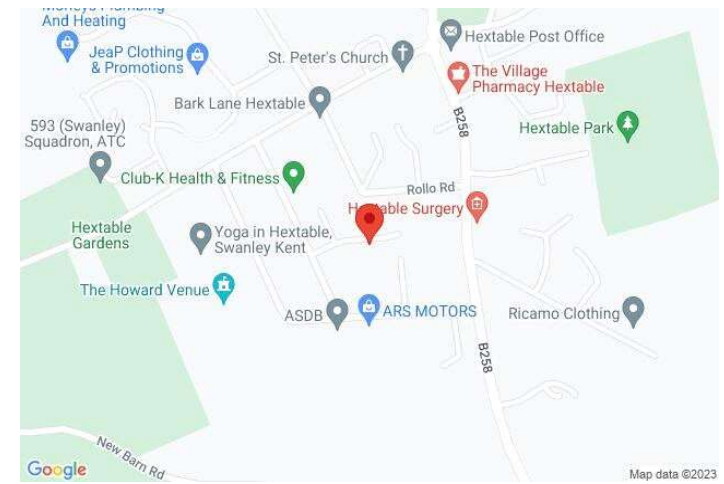 Morleys Plumbing
And Heating
Hextable Post Office
JeaP Clothing
& Promotions
St. Peter's Church
The Village
Pharmacy Hextable
Bark Lane Hextable
B258
593 (Swanley)
Squadron, ATC
Hextable Park
Club-K Health & Fitness
Rollo Rd
Hextable Surgery
Hextable
Gardens
Yoga in Hextable,
Swanley Kent
The Howard Venue
ASDB
ARS MOTORS
Ricamo Clothing
B258
New Barn Rd
Google
Map data ©2023